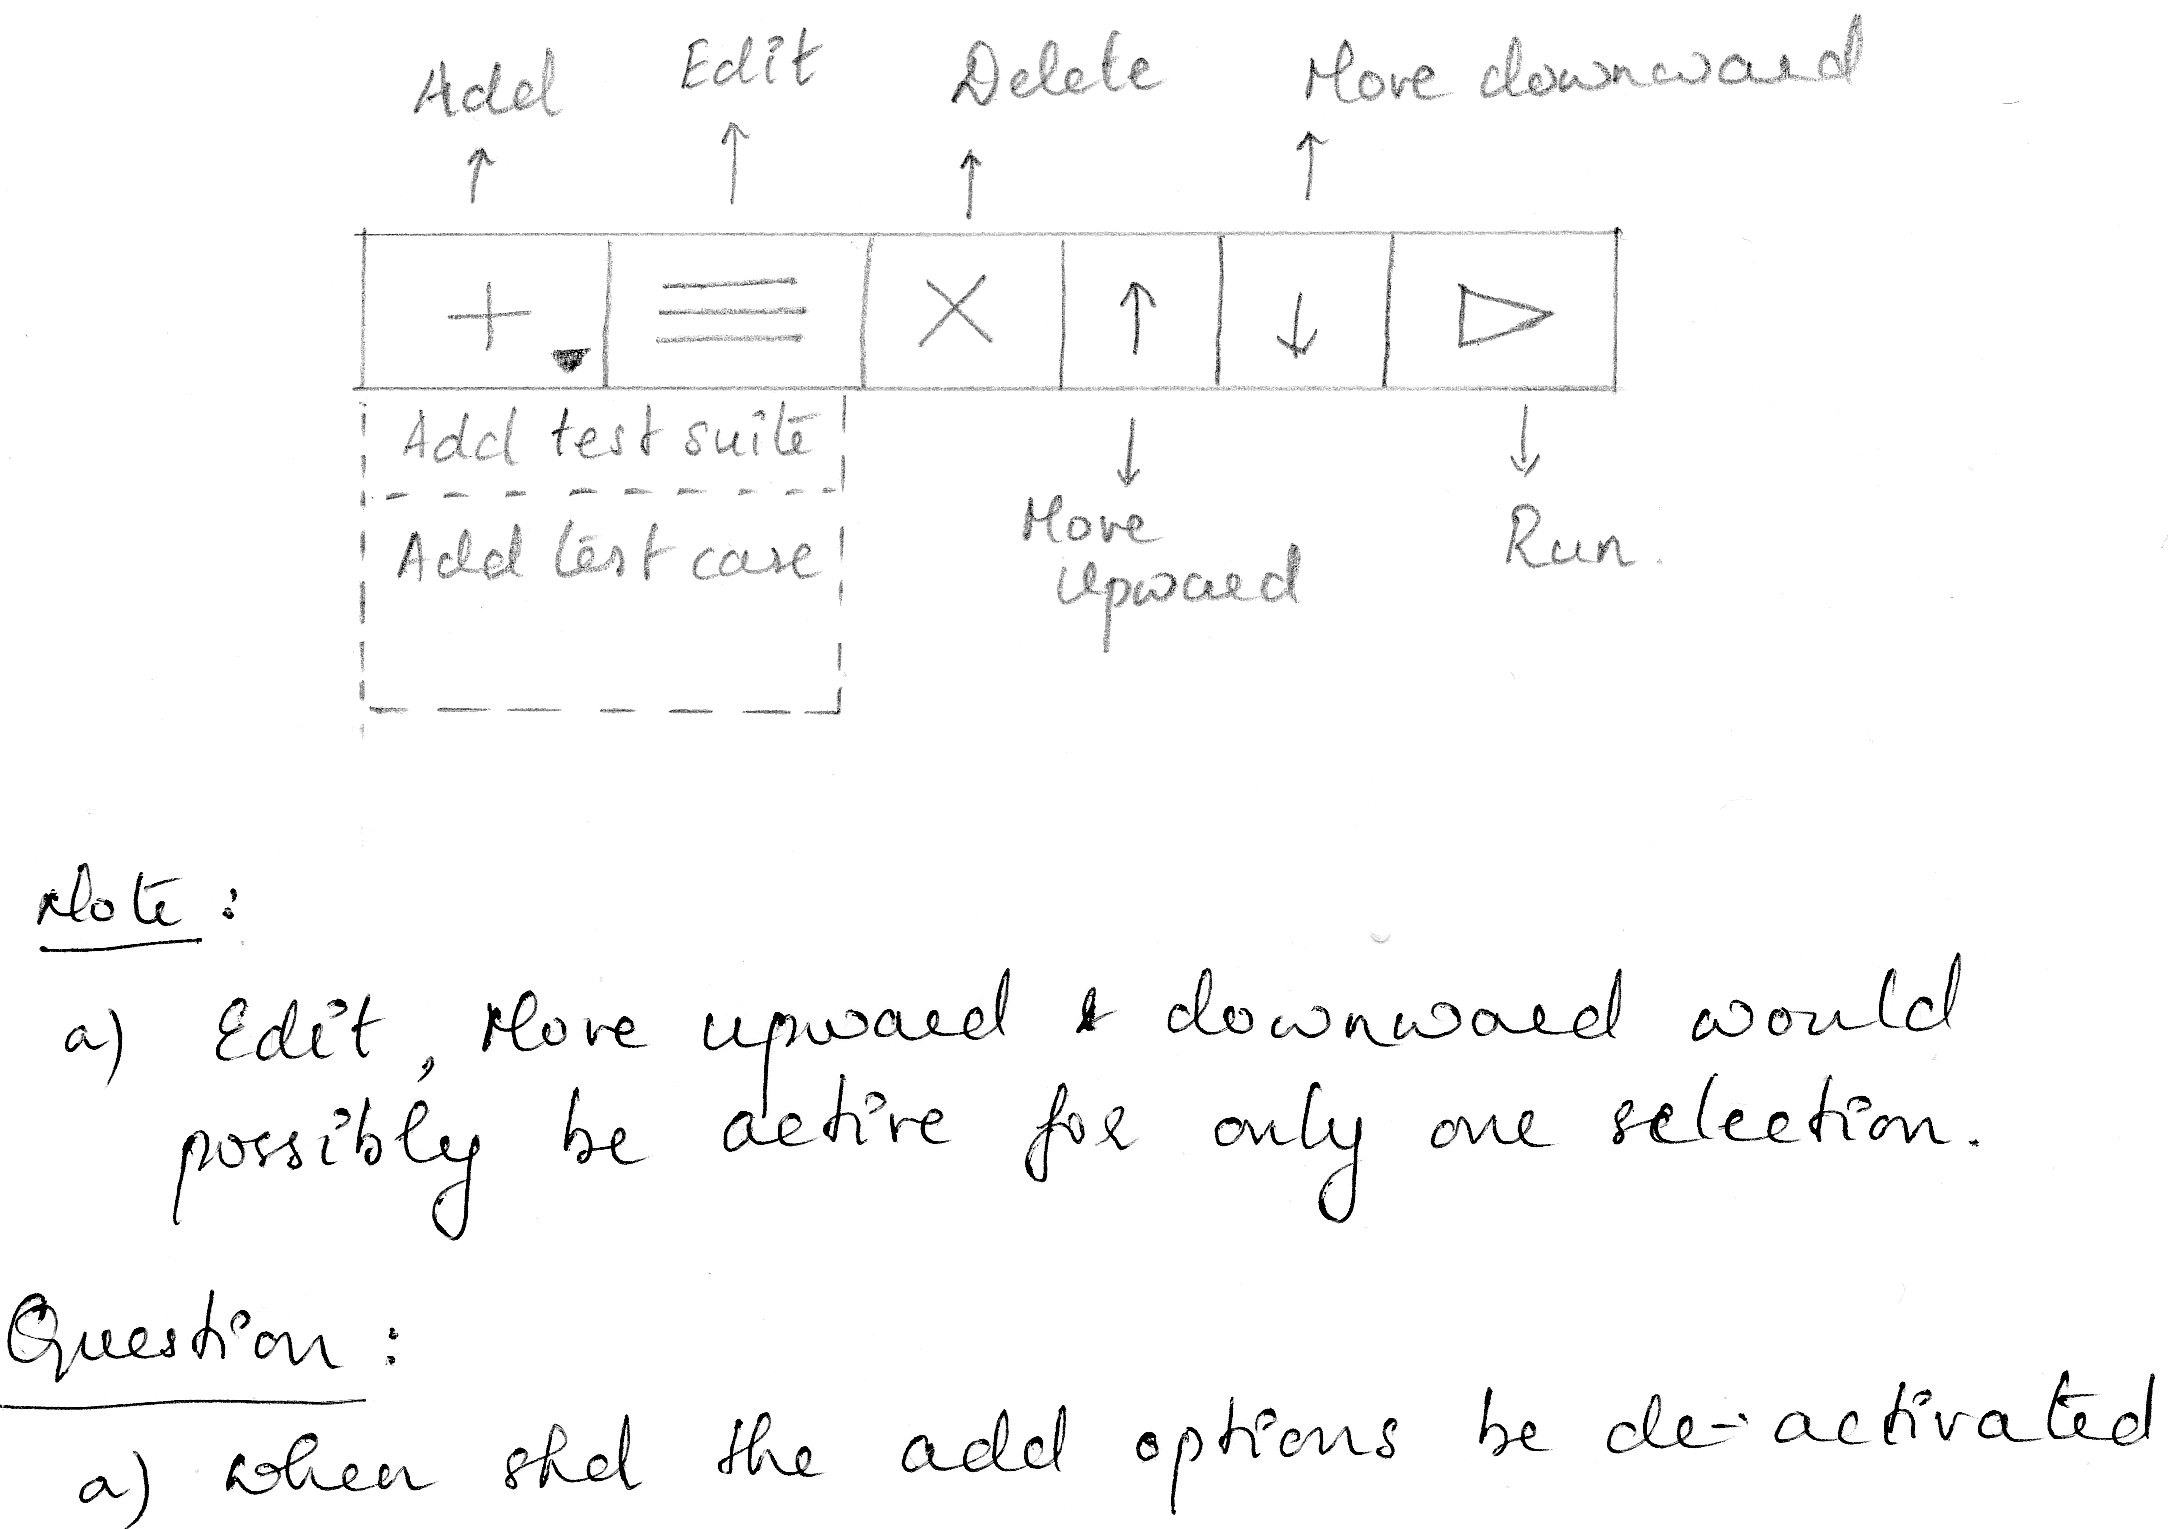 Add Edit Delete Move downward
Add test suite
Add test case
Move
upward
Run.
Note :
a) Edit, Move upward & downward would
possibly be active for only one selection.
Question :
a) when shd the add options be de-activated